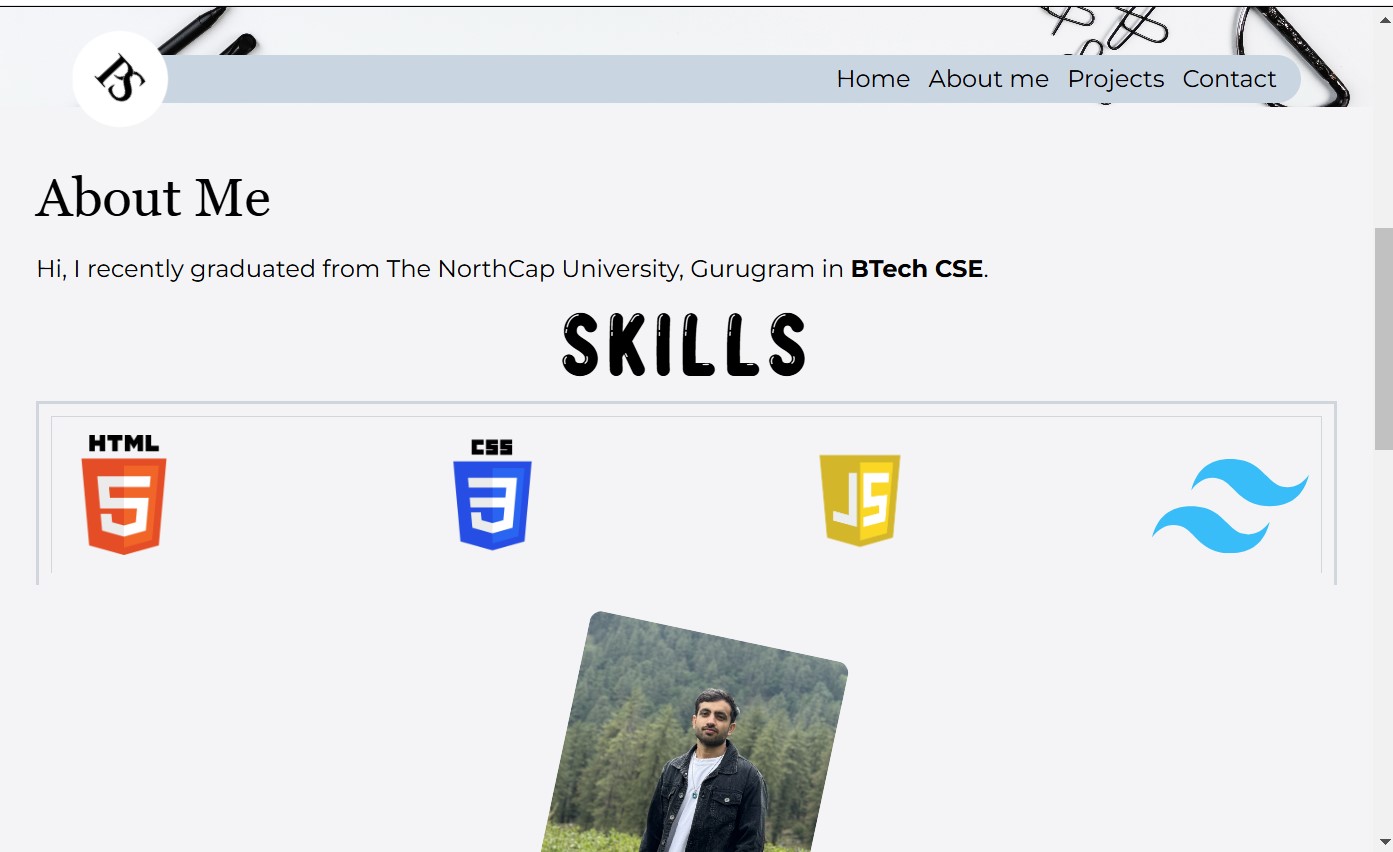 BS
Home About me Projects Contact
About Me
Hi, I recently graduated from The NorthCap University, Gurugram in BTech CSE.
SKILLS
HTML
CSS
5
3
JS